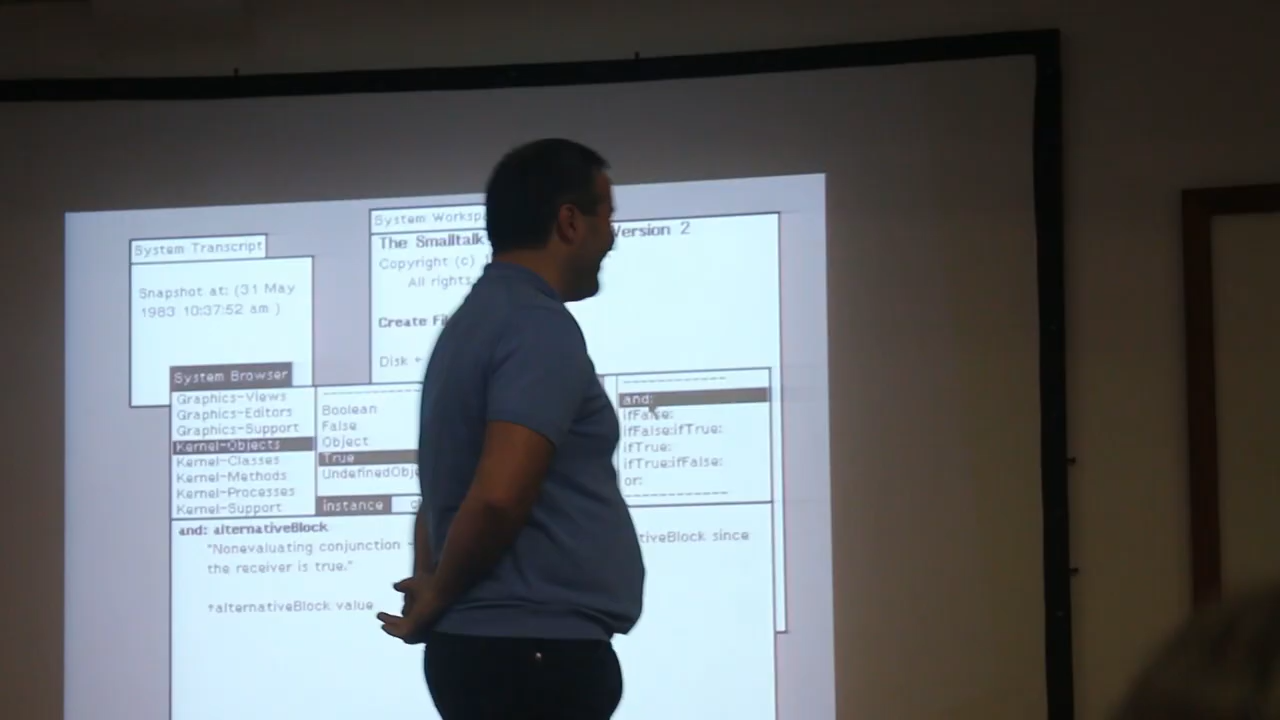 System Transcript
Snapshot at: (31 May
1983 10:37:52 am )
System Worksp
The Smalltalk
Version 2
Copyright (c)
All rights
Create Fi
Disk ←
System Browser
Graphics-Views
Graphics-Editors
Graphics-Support
Kernel-Objects
Kernel-Classes
Kernel-Methods
Kernel-Processes
Kernel-Support
Boolean
False
Object
True
UndefinedObje
instance
and:
ifFalse:
ifFalse:ifTrue:
ifTrue:
ifTrue:ifFalse:
or:
and: alternativeBlock
"Nonevaluating conjunction -
tiveBlock since
the receiver is true."
↑alternativeBlock value